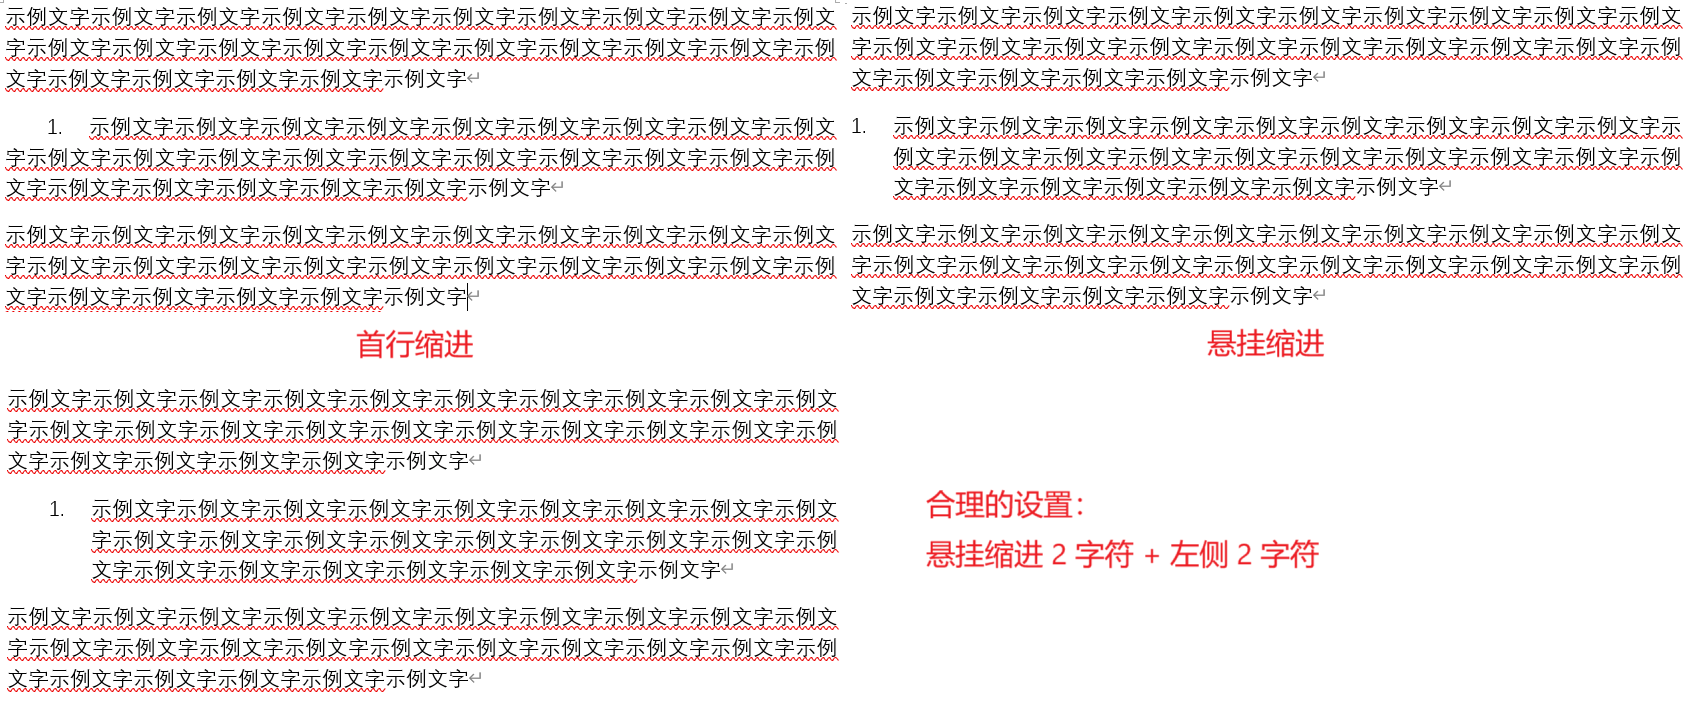 示例文字示例文字示例文字示例文字示例文字示例文字示例文字示例文字示例文字示例文
字示例文字示例文字示例文字示例文字示例文字示例文字示例文字示例文字示例文字示例
文字示例文字示例文字示例文字示例文字示例文字↵
1. 示例文字示例文字示例文字示例文字示例文字示例文字示例文字示例文字示例文
字示例文字示例文字示例文字示例文字示例文字示例文字示例文字示例文字示例文字示例
文字示例文字示例文字示例文字示例文字示例文字示例文字↵
示例文字示例文字示例文字示例文字示例文字示例文字示例文字示例文字示例文字示例文
字示例文字示例文字示例文字示例文字示例文字示例文字示例文字示例文字示例文字示例
文字示例文字示例文字示例文字示例文字示例文字↵
首行缩进
示例文字示例文字示例文字示例文字示例文字示例文字示例文字示例文字示例文字示例文
字示例文字示例文字示例文字示例文字示例文字示例文字示例文字示例文字示例文字示例
文字示例文字示例文字示例文字示例文字示例文字↵
1. 示例文字示例文字示例文字示例文字示例文字示例文字示例文字示例文字示例文字示
例文字示例文字示例文字示例文字示例文字示例文字示例文字示例文字示例文字示例
文字示例文字示例文字示例文字示例文字示例文字示例文字↵
示例文字示例文字示例文字示例文字示例文字示例文字示例文字示例文字示例文字示例文
字示例文字示例文字示例文字示例文字示例文字示例文字示例文字示例文字示例文字示例
文字示例文字示例文字示例文字示例文字示例文字↵
悬挂缩进
示例文字示例文字示例文字示例文字示例文字示例文字示例文字示例文字示例文字示例文
字示例文字示例文字示例文字示例文字示例文字示例文字示例文字示例文字示例文字示例
文字示例文字示例文字示例文字示例文字示例文字↵
1. 示例文字示例文字示例文字示例文字示例文字示例文字示例文字示例文字示例文
字示例文字示例文字示例文字示例文字示例文字示例文字示例文字示例文字示例
文字示例文字示例文字示例文字示例文字示例文字示例文字示例文字↵
示例文字示例文字示例文字示例文字示例文字示例文字示例文字示例文字示例文字示例文
字示例文字示例文字示例文字示例文字示例文字示例文字示例文字示例文字示例文字示例
文字示例文字示例文字示例文字示例文字示例文字↵
合理的设置：
悬挂缩进 2 字符 + 左侧 2 字符